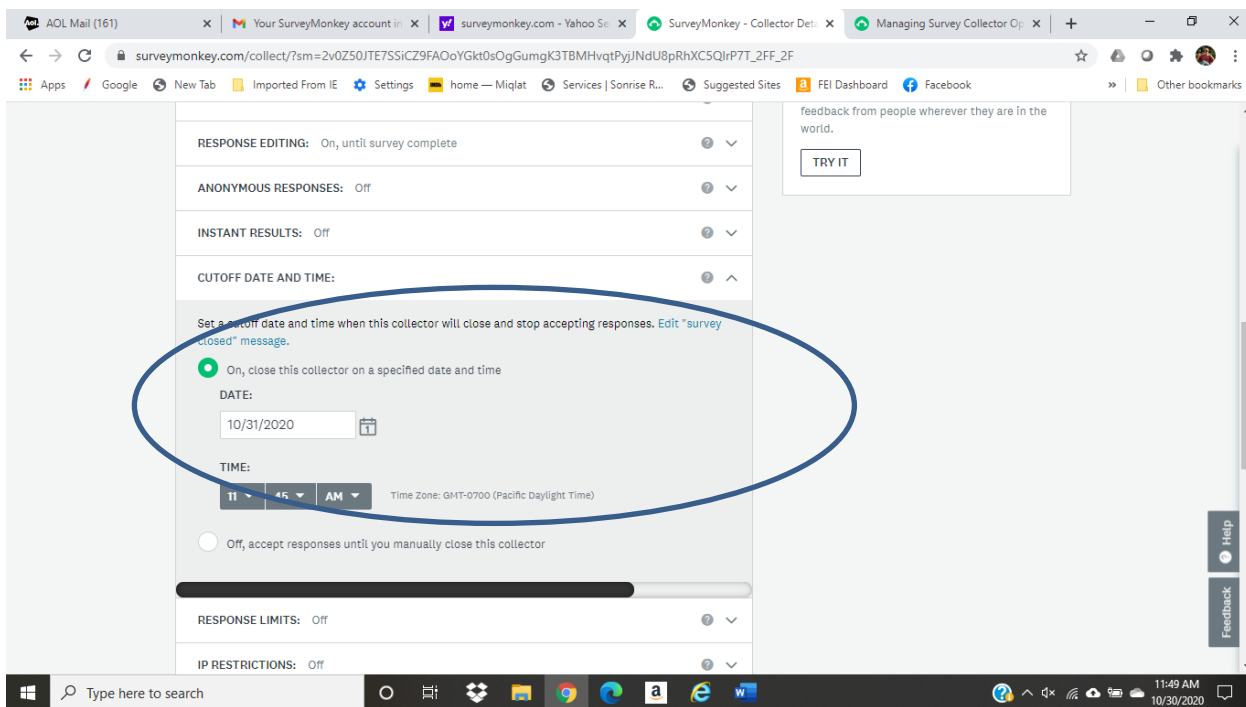 AOL Mail (161)
Your SurveyMonkey account in
surveymonkey.com - Yahoo Se
SurveyMonkey - Collector Deta
Managing Survey Collector Op
surveymonkey.com/collect/?sm=2v0Z50JTE7SSiCZ9FAOoYGkt0sOgGumgK3TBMHvqtPyjJNdU8pRhXC5QIrP7T_2FF_2F
Apps Google New Tab Imported From IE Settings home — Miqlat Services | Sonrise R... Suggested Sites FEI Dashboard Facebook » Other bookmarks
feedback from people wherever they are in the
world.
TRY IT
RESPONSE EDITING: On, until survey complete
ANONYMOUS RESPONSES: Off
INSTANT RESULTS: Off
CUTOFF DATE AND TIME:
Set a cutoff date and time when this collector will close and stop accepting responses. Edit "survey
closed" message.
On, close this collector on a specified date and time
DATE:
10/31/2020
TIME:
11 45 AM Time Zone: GMT-0700 (Pacific Daylight Time)
Off, accept responses until you manually close this collector
RESPONSE LIMITS: Off
IP RESTRICTIONS: Off
Help
Feedback
Type here to search
11:49 AM
10/30/2020